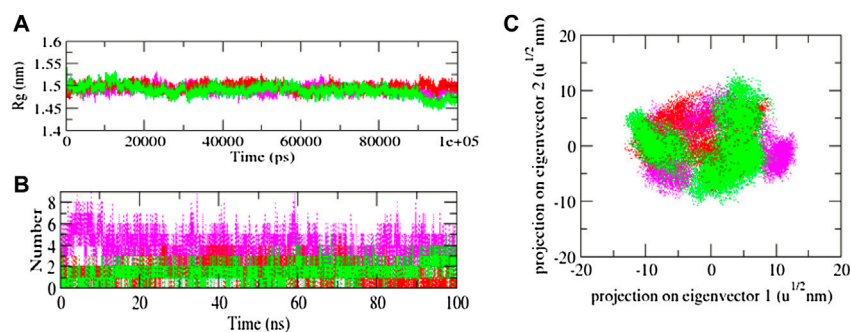 A
1.6
1.55
1.5
1.45
1.4
Rg (nm)
0 20000 40000 60000 80000 1e+05
Time (ps)
B
8
6
4
2
0
Number
0 20 40 60 80 100
Time (ns)
C
20
10
0
-10
-20
projection on eigenvector 2 (u^1/2 nm)
-20 -10 0 10 20
projection on eigenvector 1 (u^1/2 nm)